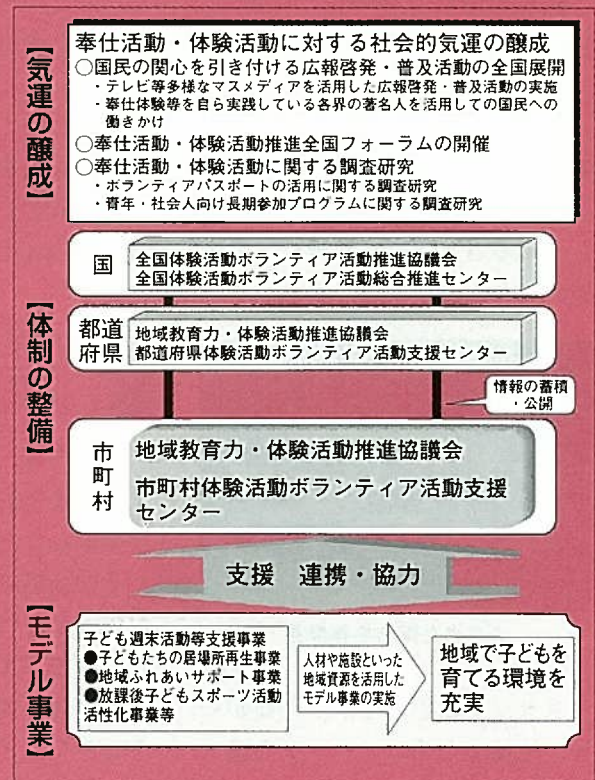 【気運の醸成】
奉仕活動・体験活動に対する社会的気運の醸成
○国民の関心を引き付ける広報啓発・普及活動の全国展開
・テレビ等多様なマスメディアを活用した広報啓発・普及活動の実施
・奉仕体験等を自ら実践している各界の著名人を活用しての国民への
働きかけ
○奉仕活動・体験活動推進全国フォーラムの開催
○奉仕活動・体験活動に関する調査研究
・ボランティアパスポートの活用に関する調査研究
・青年・社会人向け長期参加プログラムに関する調査研究
【体制の整備】
国
全国体験活動ボランティア活動推進協議会
全国体験活動ボランティア活動総合推進センター
都道
府県
地域教育力・体験活動推進協議会
都道府県体験活動ボランティア活動支援センター
情報の蓄積
・公開
市町村
地域教育力・体験活動推進協議会
市町村体験活動ボランティア活動支援
センター
支援 連携・協力
【モデル事業】
子ども週末活動等支援事業
●子どもたちの居場所再生事業
●地域ふれあいサポート事業
●放課後子どもスポーツ活動
活性化事業等
人材や施設といった
地域資源を活用した
モデル事業の実施
地域で子どもを
育てる環境を
充実